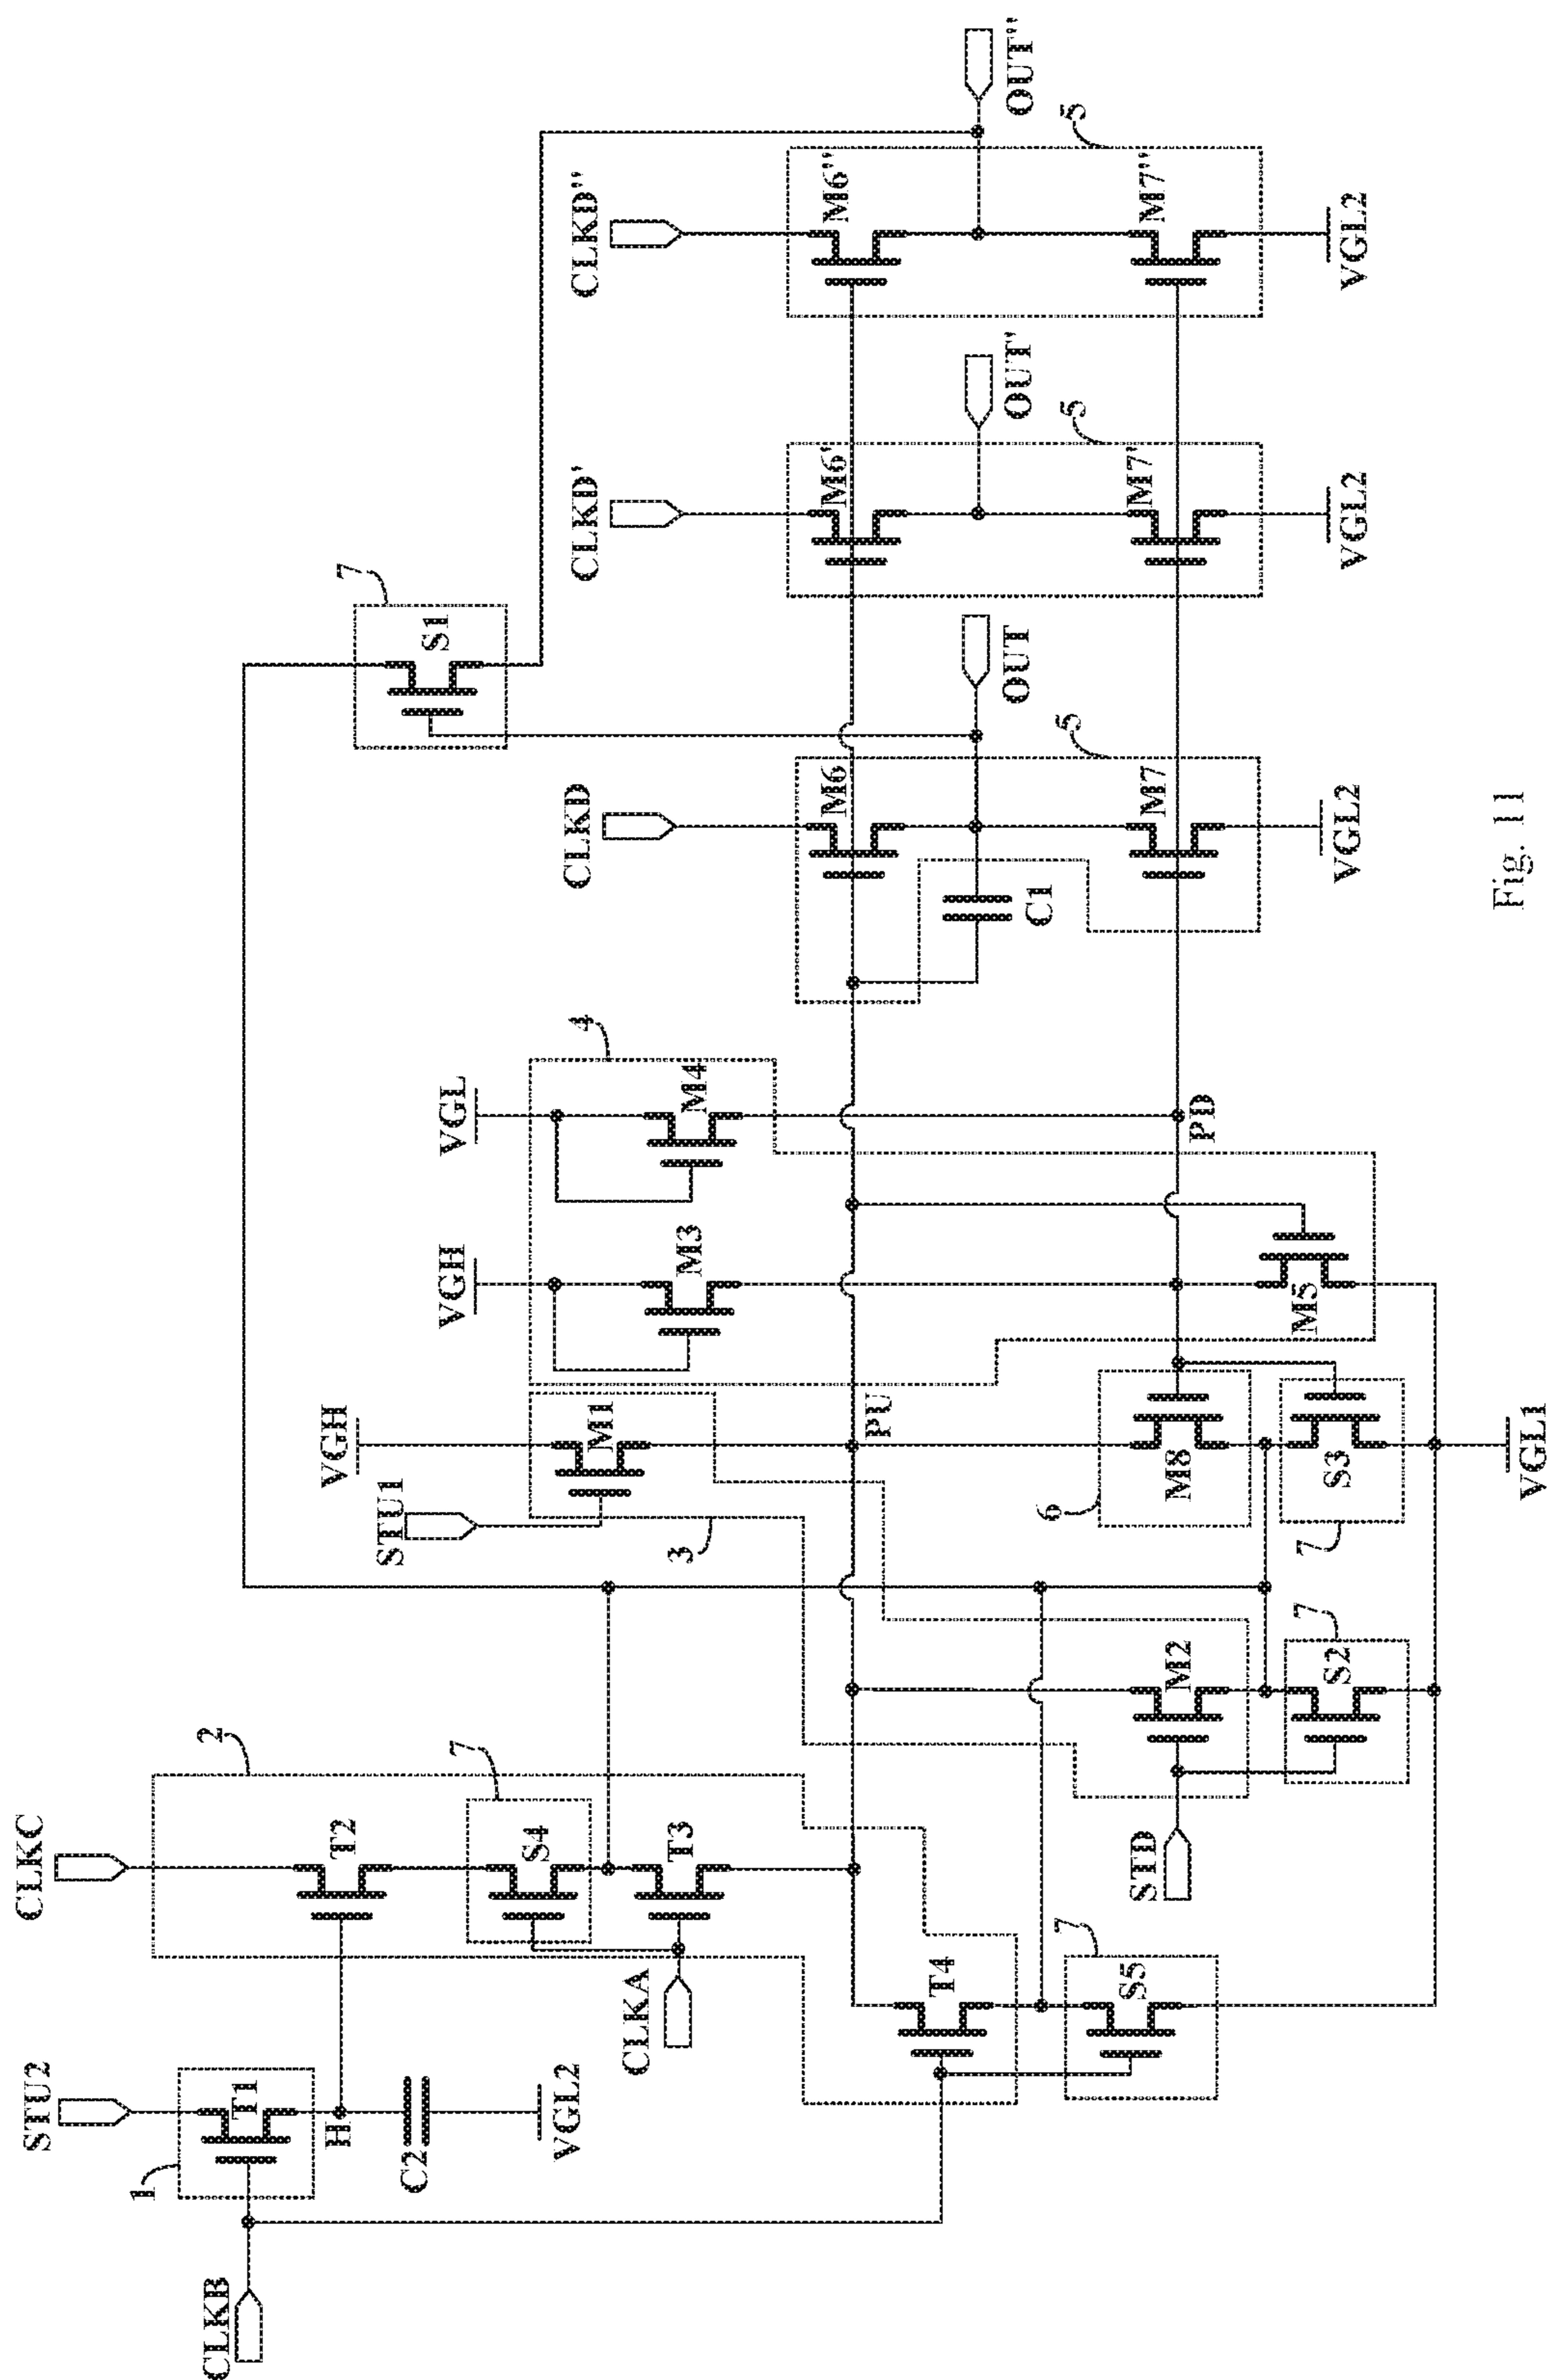 CLKB
1
STU2
T1
H
C2
VGL2
CLKC
2
T2
7
S4
T3
CLKA
T4
7
S5
STD
M2
7
S2
3
STU1
VGH
M1
PU
6
M8
7
S3
VGL1
VGH
M3
VGL
M4
4
M5
PD
CLKD
M6
C1
M7
5
VGL2
OUT
7
S1
CLKD'
M6'
M7'
5
VGL2
OUT'
CLKD''
M6''
M7''
5
VGL2
OUT''
Fig. 11